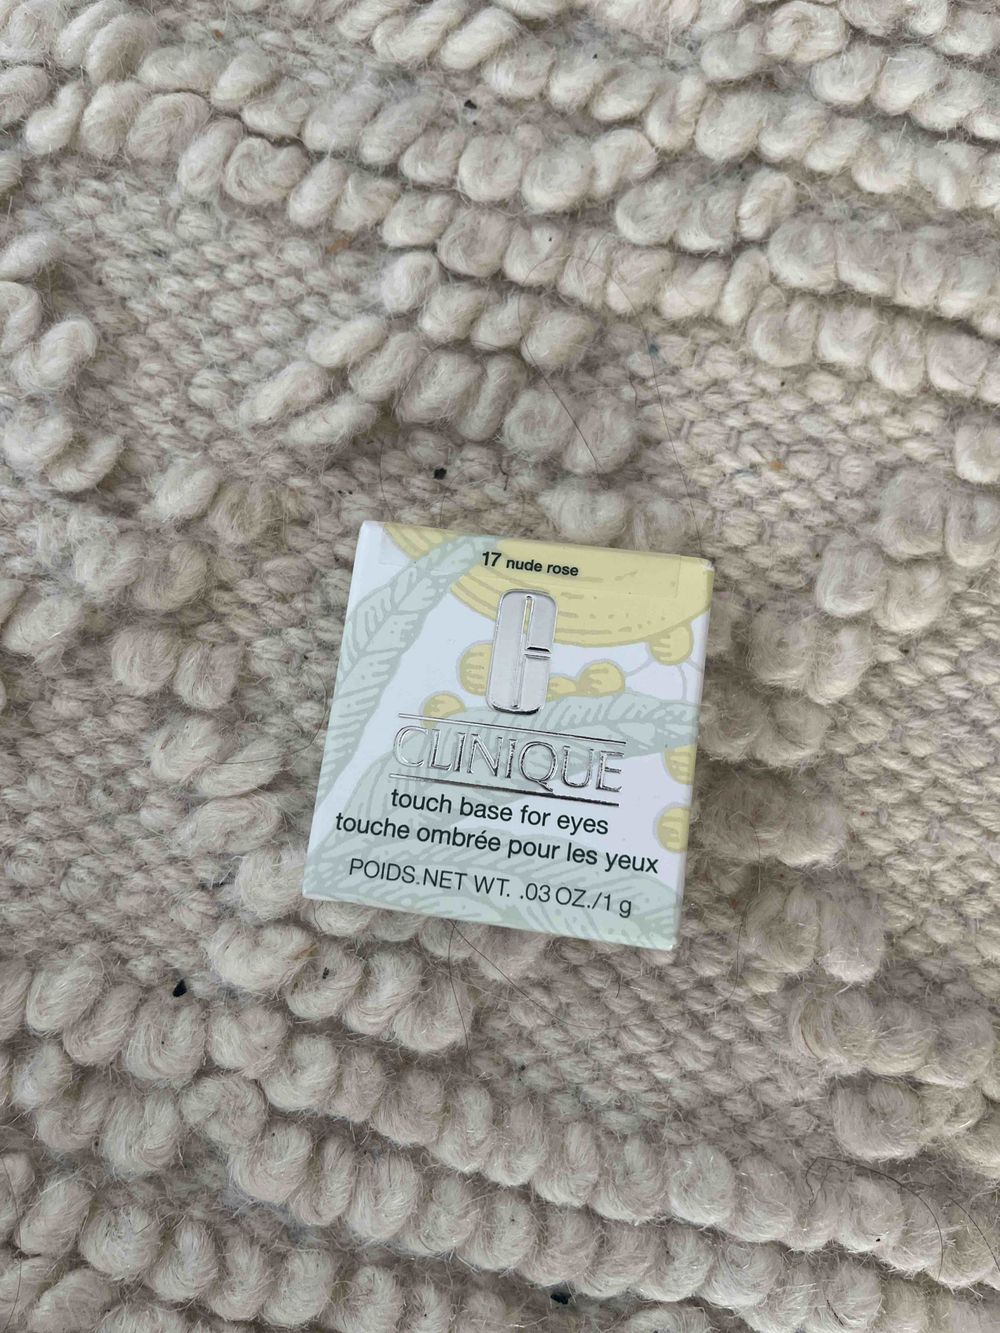 17 nude rose
CLINIQUE
touch base for eyes
touche ombrée pour les yeux
POIDS.NET WT. .03 OZ./1 g